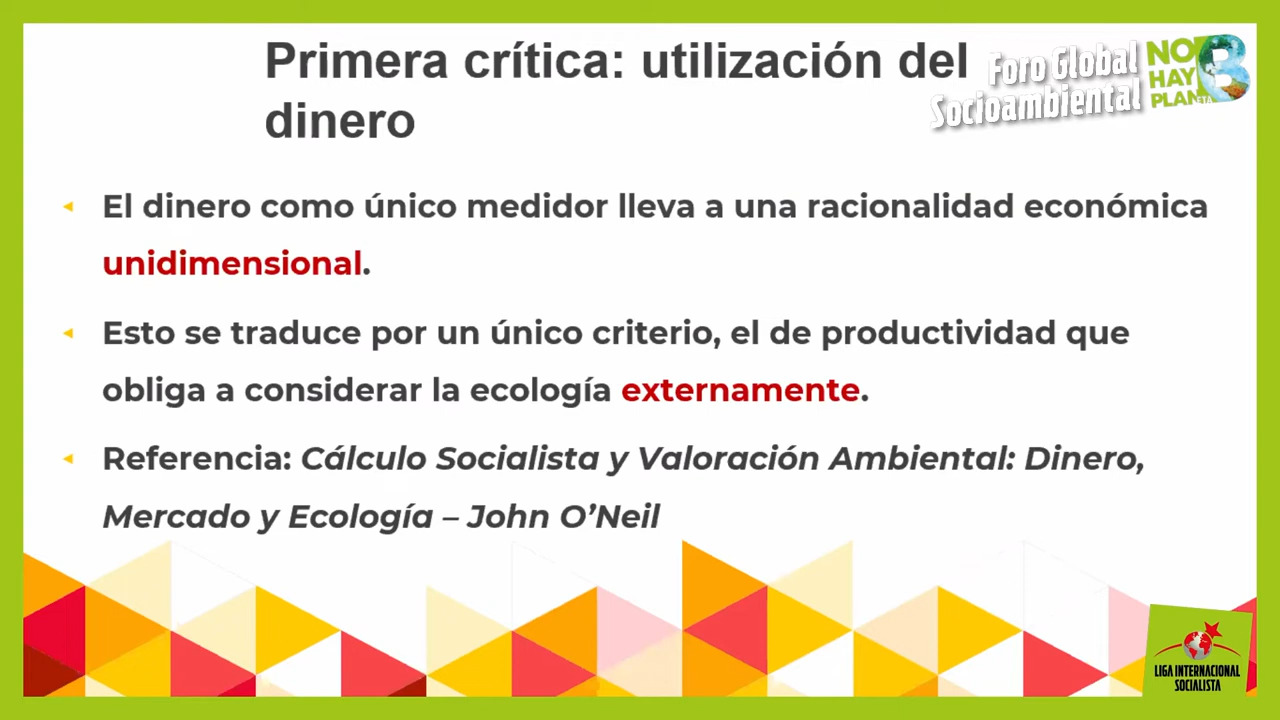 Primera crítica: utilización del
dinero
Foro Global
Socioambiental
NO
HAY
PLANETA
B
El dinero como único medidor lleva a una racionalidad económica
unidimensional.
Esto se traduce por un único criterio, el de productividad que
obliga a considerar la ecología externamente.
Referencia: Cálculo Socialista y Valoración Ambiental: Dinero,
Mercado y Ecología – John O’Neil
LIGA INTERNACIONAL
SOCIALISTA